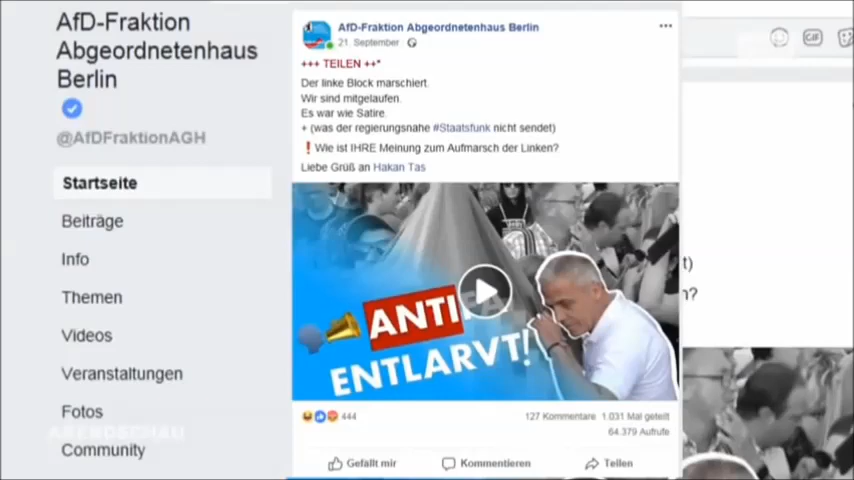 AfD-Fraktion
Abgeordnetenhaus
Berlin
@AfDFraktionAGH
Startseite
Beiträge
Info
Themen
Videos
Veranstaltungen
Fotos
Community
ABENDSCHAU
AfD-Fraktion Abgeordnetenhaus Berlin
21. September
+++ TEILEN ++*
Der linke Block marschiert.
Wir sind mitgelaufen.
Es war wie Satire.
+ (was der regierungsnahe #Staatsfunk nicht sendet)
❗Wie ist IHRE Meinung zum Aufmarsch der Linken?
Liebe Grüß an Hakan Tas
ANTIFA
ENTLARVT!
444
127 Kommentare 1.031 Mal geteilt
64.379 Aufrufe
Gefällt mir Kommentieren Teilen
GIF
t)
n?